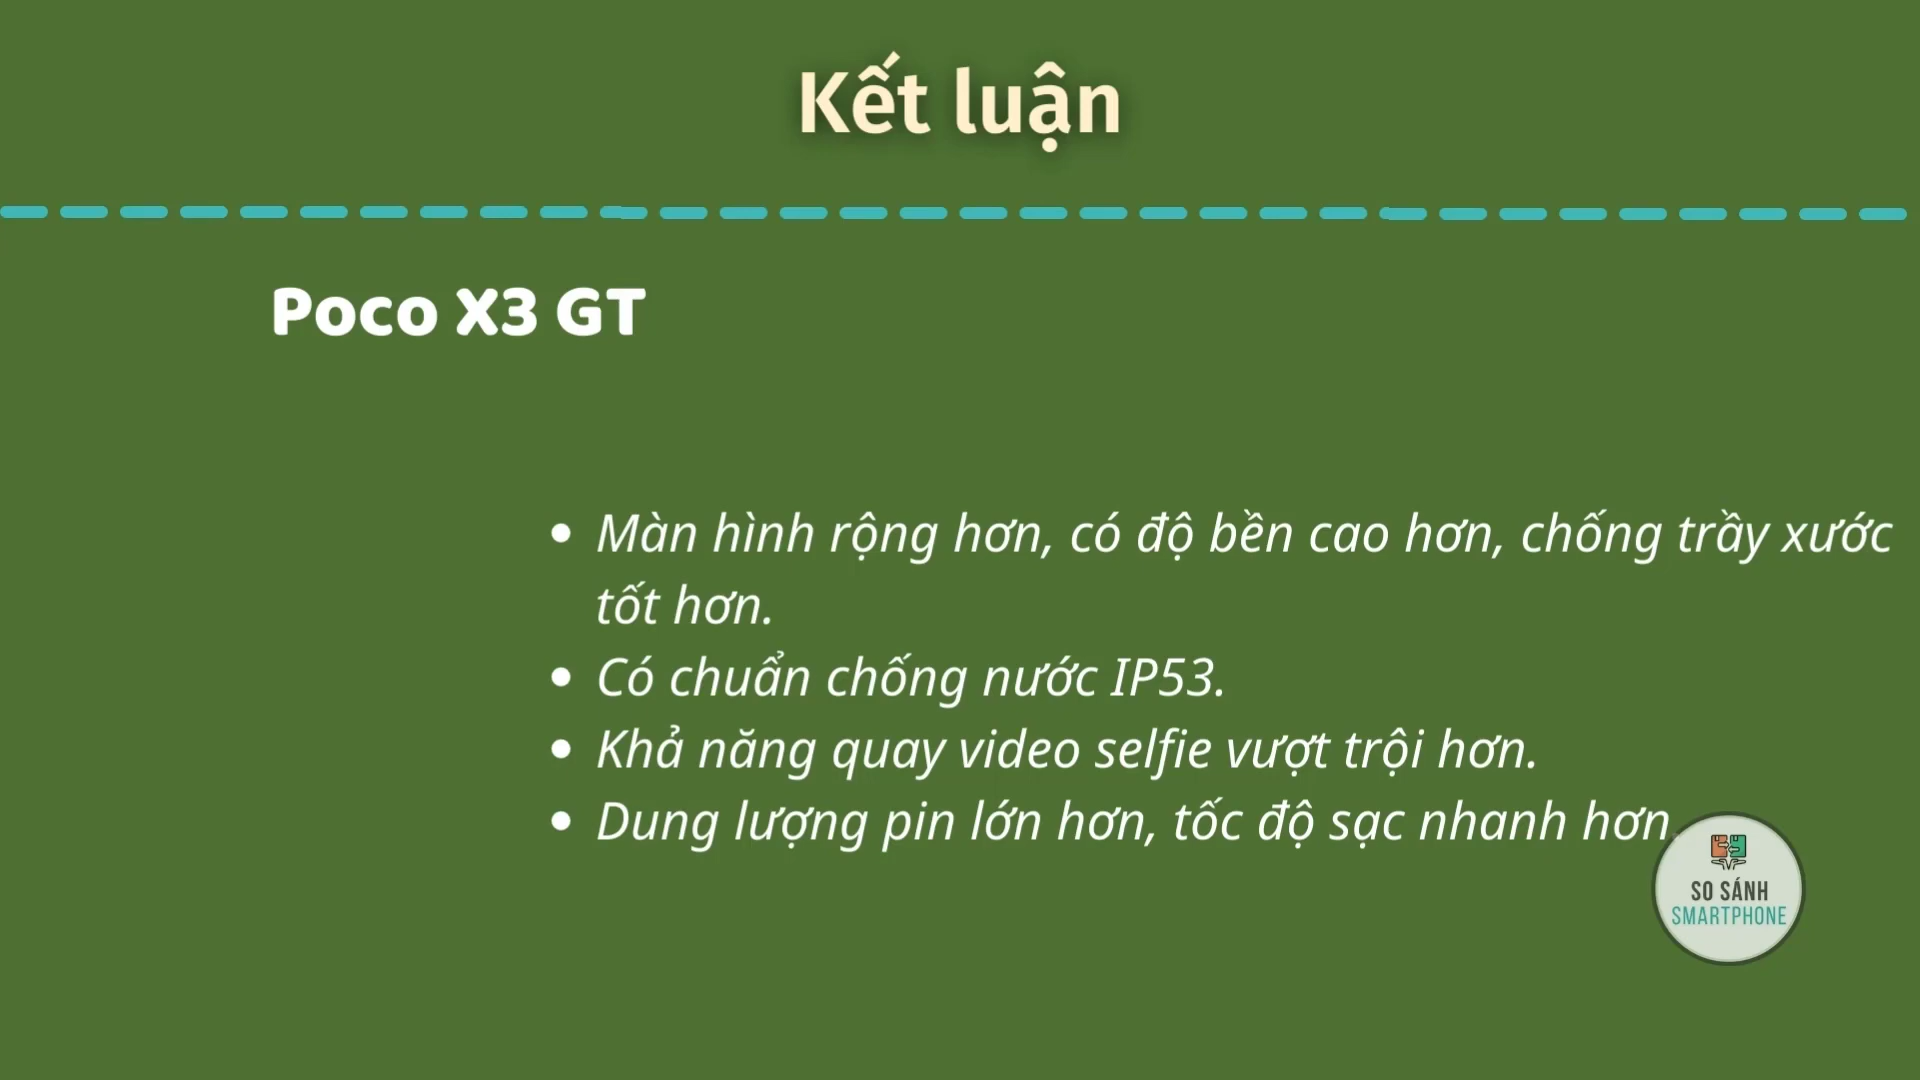 Kết luận
Poco X3 GT
• Màn hình rộng hơn, có độ bền cao hơn, chống trầy xước
tốt hơn.
• Có chuẩn chống nước IP53.
• Khả năng quay video selfie vượt trội hơn.
• Dung lượng pin lớn hơn, tốc độ sạc nhanh hơn.
SO SÁNH
SMARTPHONE